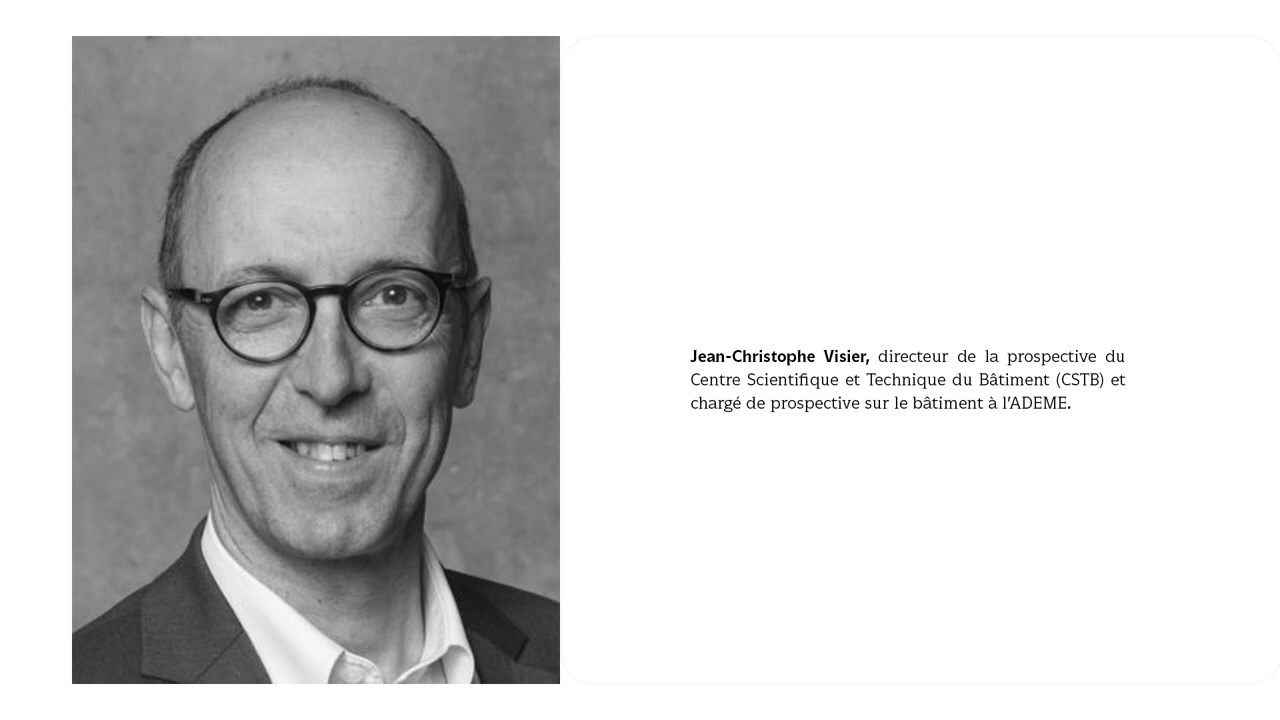 Jean-Christophe Visier, directeur de la prospective du
Centre Scientifique et Technique du Bâtiment (CSTB) et
chargé de prospective sur le bâtiment à l’ADEME.